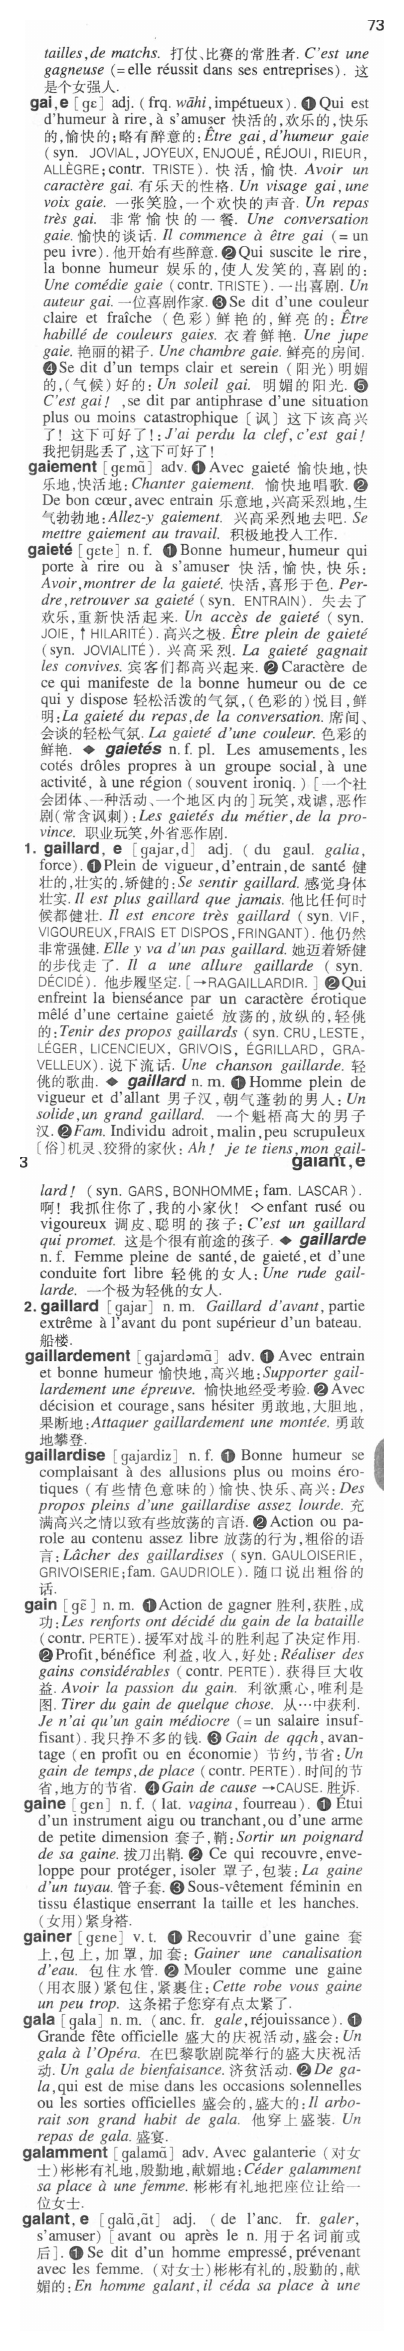 73
tailles, de matchs. 打仗、比赛的常胜者. C'est une
gagneuse (= elle réussit dans ses entreprises). 这
是个女强人.
gai, e [gɛ] adj. ( frq. wāhi, impétueux). ❶ Qui est
d'humeur à rire, à s'amuser 快活的,欢乐的,快乐
的,愉快的;略有醉意的: Être gai, d'humeur gaie
(syn. JOVIAL, JOYEUX, ENJOUÉ, RÉJOUI, RIEUR,
ALLÈGRE; contr. TRISTE). 快活, 愉快. Avoir un
caractère gai. 有乐天的性格. Un visage gai, une
voix gaie. 一张笑脸,一个欢快的声音. Un repas
très gai. 非常愉快的一餐. Une conversation
gaie. 愉快的谈话. Il commence à être gai (= un
peu ivre). 他开始有些醉意. ❷ Qui suscite le rire,
la bonne humeur 娱乐的,使人发笑的,喜剧的:
Une comédie gaie (contr. TRISTE). 一出喜剧. Un
auteur gai. 一位喜剧作家. ❸ Se dit d'une couleur
claire et fraîche (色彩) 鲜艳的, 鲜亮的: Être
habillé de couleurs gaies. 衣着鲜艳. Une jupe
gaie. 艳丽的裙子. Une chambre gaie. 鲜亮的房间.
❹ Se dit d'un temps clair et serein (阳光) 明媚
的,(气候)好的: Un soleil gai. 明媚的阳光. ❺
C'est gai! , se dit par antiphrase d'une situation
plus ou moins catastrophique [讽] 这下该高兴
了! 这下可好了!: J'ai perdu la clef, c'est gai!
我把钥匙丢了,这下可好了!
gaiement [gɛmɑ̃] adv. ❶ Avec gaieté 愉快地,快
乐地,快活地: Chanter gaiement. 愉快地唱歌. ❷
De bon cœur, avec entrain 乐意地,兴高采烈地,生
气勃勃地: Allez-y gaiement. 兴高采烈地去吧. Se
mettre gaiement au travail. 积极地投入工作.
gaieté [gɛte] n. f. ❶ Bonne humeur, humeur qui
porte à rire ou à s'amuser 快活, 愉快, 快乐:
Avoir, montrer de la gaieté. 快活,喜形于色. Per-
dre, retrouver sa gaieté (syn. ENTRAIN). 失去了
欢乐,重新快活起来. Un accès de gaieté (syn.
JOIE, ↑ HILARITÉ). 高兴之极. Être plein de gaieté
(syn. JOVIALITÉ). 兴高采烈. La gaieté gagnait
les convives. 宾客们都高兴起来. ❷ Caractère de
ce qui manifeste de la bonne humeur ou de ce
qui y dispose 轻松活泼的气氛,(色彩的)悦目,鲜
明: La gaieté du repas, de la conversation. 席间、
会谈的轻松气氛. La gaieté d'une couleur. 色彩的
鲜艳. ◆ gaietés n. f. pl. Les amusements, les
cotés drôles propres à un groupe social, à une
activité, à une région (souvent ironiq. ) [一个社
会团体、一种活动、一个地区内的] 玩笑, 戏谑, 恶作
剧(常含讽刺): Les gaietés du métier, de la pro-
vince. 职业玩笑,外省恶作剧.
1. gaillard, e [gajar, d] adj. ( du gaul. galia,
force). ❶ Plein de vigueur, d'entrain, de santé 健
壮的,壮实的,矫健的: Se sentir gaillard. 感觉身体
壮实. Il est plus gaillard que jamais. 他比任何时
候都健壮. Il est encore très gaillard (syn. VIF,
VIGOUREUX, FRAIS ET DISPOS, FRINGANT). 他仍然
非常强健. Elle y va d'un pas gaillard. 她迈着矫健
的步伐走了. Il a une allure gaillarde ( syn.
DÉCIDÉ). 他步履坚定. [→RAGAILLARDIR. ] ❷ Qui
enfreint la bienséance par un caractère érotique
mêlé d'une certaine gaieté 放荡的, 放纵的, 轻佻
的: Tenir des propos gaillards (syn. CRU, LESTE,
LÉGER, LICENCIEUX, GRIVOIS, ÉGRILLARD, GRA-
VELLEUX). 说下流话. Une chanson gaillarde. 轻
佻的歌曲. ◆ gaillard n. m. ❶ Homme plein de
vigueur et d'allant 男子汉, 朝气蓬勃的男人: Un
solide, un grand gaillard. 一个魁梧高大的男子
汉. ❷ Fam. Individu adroit, malin, peu scrupuleux
[俗]机灵、狡猾的家伙: Ah! je te tiens, mon gail-
3 galant, e
lard! (syn. GARS, BONHOMME; fam. LASCAR).
啊! 我抓住你了,我的小家伙! ◇ enfant rusé ou
vigoureux 调皮、聪明的孩子: C'est un gaillard
qui promet. 这是个很有前途的孩子. ◆ gaillarde
n. f. Femme pleine de santé, de gaieté, et d'une
conduite fort libre 轻佻的女人: Une rude gail-
larde. 一个极为轻佻的女人.
2. gaillard [gajar] n. m. Gaillard d'avant, partie
extrême à l'avant du pont supérieur d'un bateau.
船楼.
gaillardement [gajardəmɑ̃] adv. ❶ Avec entrain
et bonne humeur 愉快地, 高兴地: Supporter gail-
lardement une épreuve. 愉快地经受考验. ❷ Avec
décision et courage, sans hésiter 勇敢地,大胆地,
果断地: Attaquer gaillardement une montée. 勇敢
地攀登.
gaillardise [gajardiz] n. f. ❶ Bonne humeur se
complaisant à des allusions plus ou moins éro-
tiques (有些情色意味的) 愉快、快乐、高兴: Des
propos pleins d'une gaillardise assez lourde. 充
满高兴之情以致有些放荡的言语. ❷ Action ou pa-
role au contenu assez libre 放荡的行为,粗俗的语
言: Lâcher des gaillardises ( syn. GAULOISERIE,
GRIVOISERIE; fam. GAUDRIOLE). 随口说出粗俗的
话.
gain [gɛ̃] n. m. ❶ Action de gagner 胜利,获胜,成
功: Les renforts ont décidé du gain de la bataille
(contr. PERTE). 援军对战斗的胜利起了决定作用.
❷ Profit, bénéfice 利益, 收入, 好处: Réaliser des
gains considérables ( contr. PERTE). 获得巨大收
益. Avoir la passion du gain. 利欲熏心,唯利是
图. Tirer du gain de quelque chose. 从…中获利.
Je n'ai qu'un gain médiocre (= un salaire insuf-
fisant). 我只挣不多的钱. ❸ Gain de qqch, avan-
tage (en profit ou en économie) 节约, 节省: Un
gain de temps, de place (contr. PERTE). 时间的节
省,地方的节省. ❹ Gain de cause →CAUSE. 胜诉.
gaine [gɛn] n. f. ( lat. vagina, fourreau). ❶ Étui
d'un instrument aigu ou tranchant, ou d'une arme
de petite dimension 套子,鞘: Sortir un poignard
de sa gaine. 拔刀出鞘. ❷ Ce qui recouvre, enve-
loppe pour protéger, isoler 罩子,包装: La gaine
d'un tuyau. 管子套. ❸ Sous-vêtement féminin en
tissu élastique enserrant la taille et les hanches.
(女用)紧身褡.
gainer [gɛne] v. t. ❶ Recouvrir d'une gaine 套
上,包上, 加罩, 加套: Gainer une canalisation
d'eau. 包住水管. ❷ Mouler comme une gaine
(用衣服)紧包住,紧裹住: Cette robe vous gaine
un peu trop. 这条裙子您穿有点太紧了.
gala [gala] n. m. (anc. fr. gale, réjouissance). ❶
Grande fête officielle 盛大的庆祝活动,盛会: Un
gala à l'Opéra. 在巴黎歌剧院举行的盛大庆祝活
动. Un gala de bienfaisance. 济贫活动. ❷ De ga-
la, qui est de mise dans les occasions solennelles
ou les sorties officielles 盛会的,盛大的: Il arbo-
rait son grand habit de gala. 他穿上盛装. Un
repas de gala. 盛宴.
galamment [galamɑ̃] adv. Avec galanterie (对女
士)彬彬有礼地,殷勤地,献媚地: Céder galamment
sa place à une femme. 彬彬有礼地把座位让给一
位女士.
galant, e [galɑ̃, ɑ̃t] adj. ( de l'anc. fr. galer,
s'amuser) [avant ou après le n. 用于名词前或
后]. ❶ Se dit d'un homme empressé, prévenant
avec les femme. (对女士)彬彬有礼的,殷勤的,献
媚的: En homme galant, il céda sa place à une